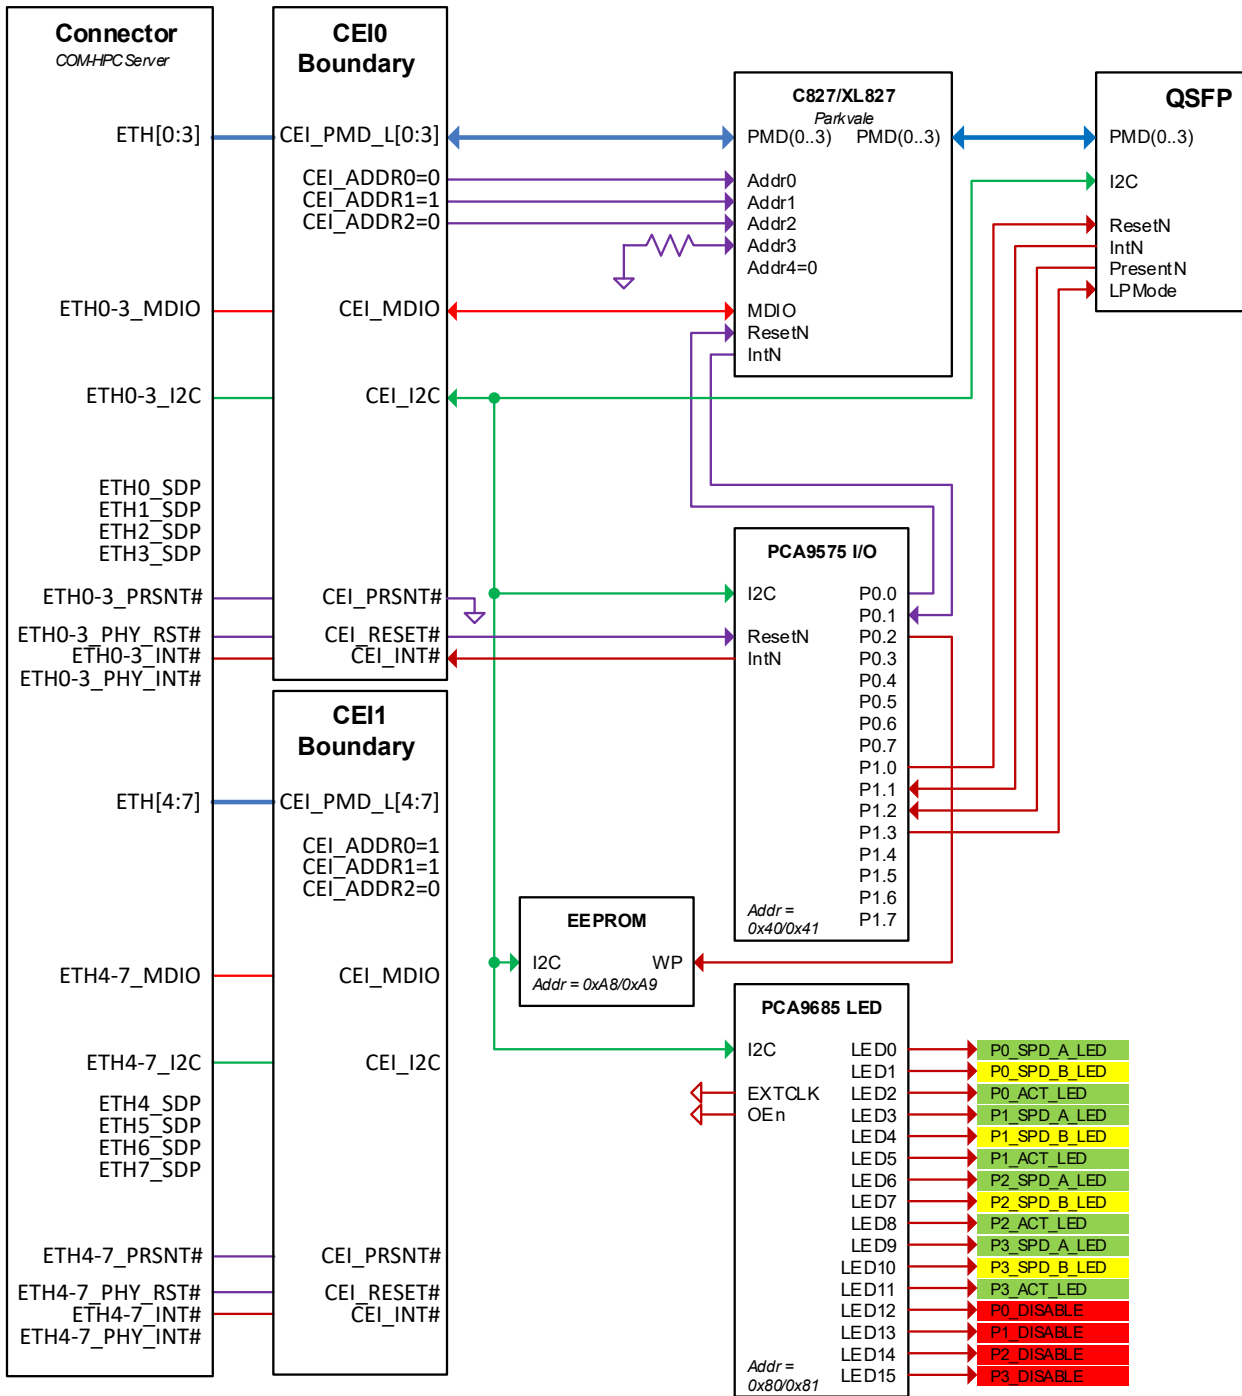 Connector
COM-HPC Server
ETH[0:3]
ETH0-3_MDIO
ETH0-3_I2C
ETH0_SDP
ETH1_SDP
ETH2_SDP
ETH3_SDP
ETH0-3_PRSNT#
ETH0-3_PHY_RST#
ETH0-3_INT#
ETH0-3_PHY_INT#
ETH[4:7]
ETH4-7_MDIO
ETH4-7_I2C
ETH4_SDP
ETH5_SDP
ETH6_SDP
ETH7_SDP
ETH4-7_PRSNT#
ETH4-7_PHY_RST#
ETH4-7_INT#
ETH4-7_PHY_INT#
CEI0
Boundary
CEI_PMD_L[0:3]
CEI_ADDR0=0
CEI_ADDR1=1
CEI_ADDR2=0
CEI_MDIO
CEI_I2C
CEI_PRSNT#
CEI_RESET#
CEI_INT#
CEI1
Boundary
CEI_PMD_L[4:7]
CEI_ADDR0=1
CEI_ADDR1=1
CEI_ADDR2=0
CEI_MDIO
CEI_I2C
CEI_PRSNT#
CEI_RESET#
CEI_INT#
C827/XL827
Parkvale
PMD(0..3) PMD(0..3)
Addr0
Addr1
Addr2
Addr3
Addr4=0
MDIO
ResetN
IntN
QSFP
PMD(0..3)
I2C
ResetN
IntN
PresentN
LPMode
PCA9575 I/O
I2C
ResetN
IntN
P0.0
P0.1
P0.2
P0.3
P0.4
P0.5
P0.6
P0.7
P1.0
P1.1
P1.2
P1.3
P1.4
P1.5
P1.6
P1.7
Addr =
0x40/0x41
EEPROM
I2C WP
Addr = 0xA8/0xA9
PCA9685 LED
I2C
EXTCLK
OEn
LED0
LED1
LED2
LED3
LED4
LED5
LED6
LED7
LED8
LED9
LED10
LED11
LED12
LED13
LED14
LED15
Addr =
0x80/0x81
P0_SPD_A_LED
P0_SPD_B_LED
P0_ACT_LED
P1_SPD_A_LED
P1_SPD_B_LED
P1_ACT_LED
P2_SPD_A_LED
P2_SPD_B_LED
P2_ACT_LED
P3_SPD_A_LED
P3_SPD_B_LED
P3_ACT_LED
P0_DISABLE
P1_DISABLE
P2_DISABLE
P3_DISABLE